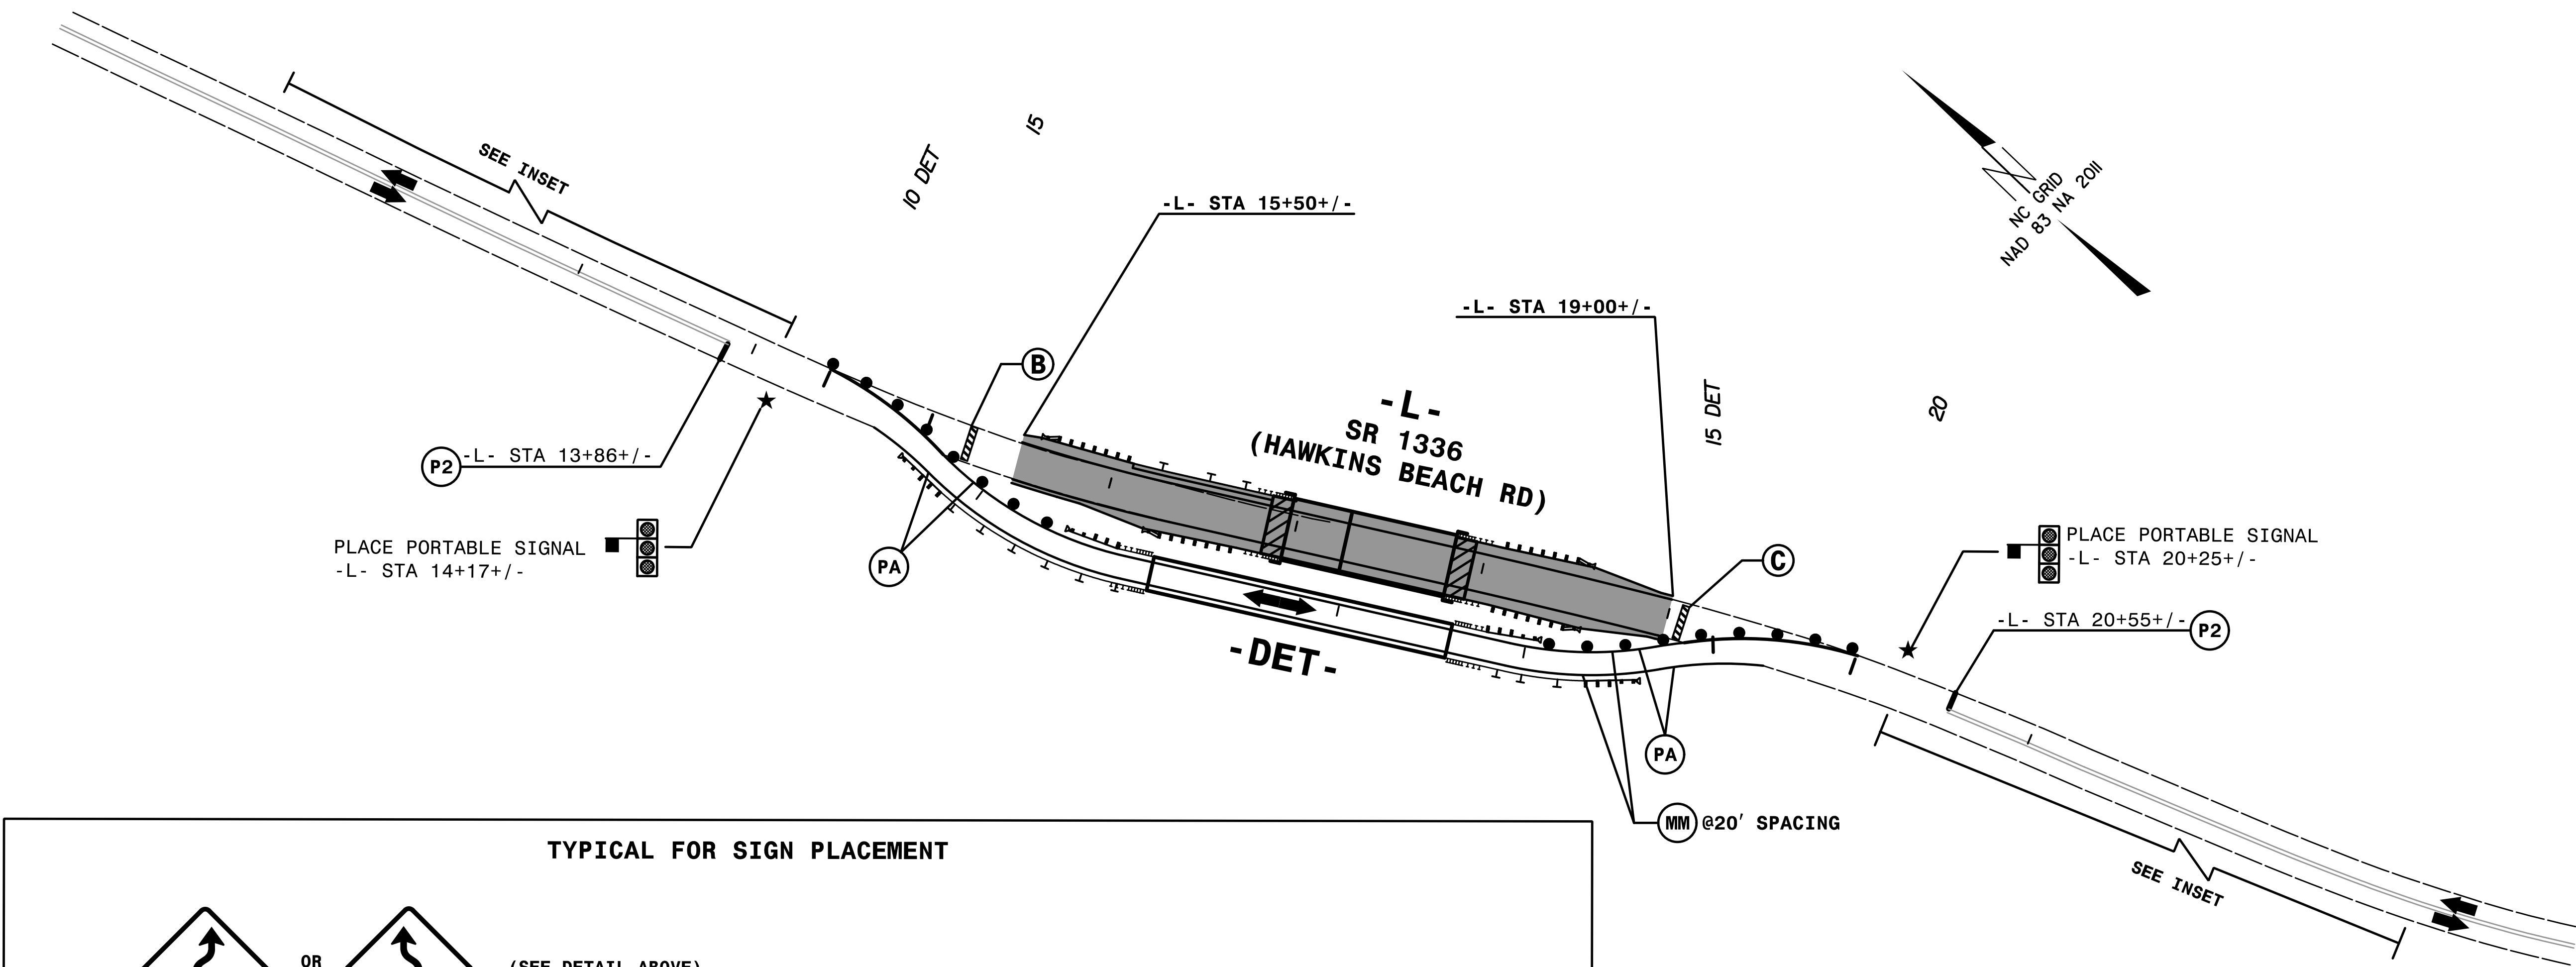 SEE INSET
10 DET
15
-L- STA 15+50+/-
NC GRID
NAD 83 NA 2011
-L- STA 19+00+/-
B
-L-
SR 1336
(HAWKINS BEACH RD)
15 DET
20
P2 -L- STA 13+86+/-
PLACE PORTABLE SIGNAL
-L- STA 14+17+/-
PA
C
PLACE PORTABLE SIGNAL
-L- STA 20+25+/-
-L- STA 20+55+/- P2
-DET-
PA
MM @20' SPACING
SEE INSET
TYPICAL FOR SIGN PLACEMENT
OR
(SEE DETAIL ABOVE)